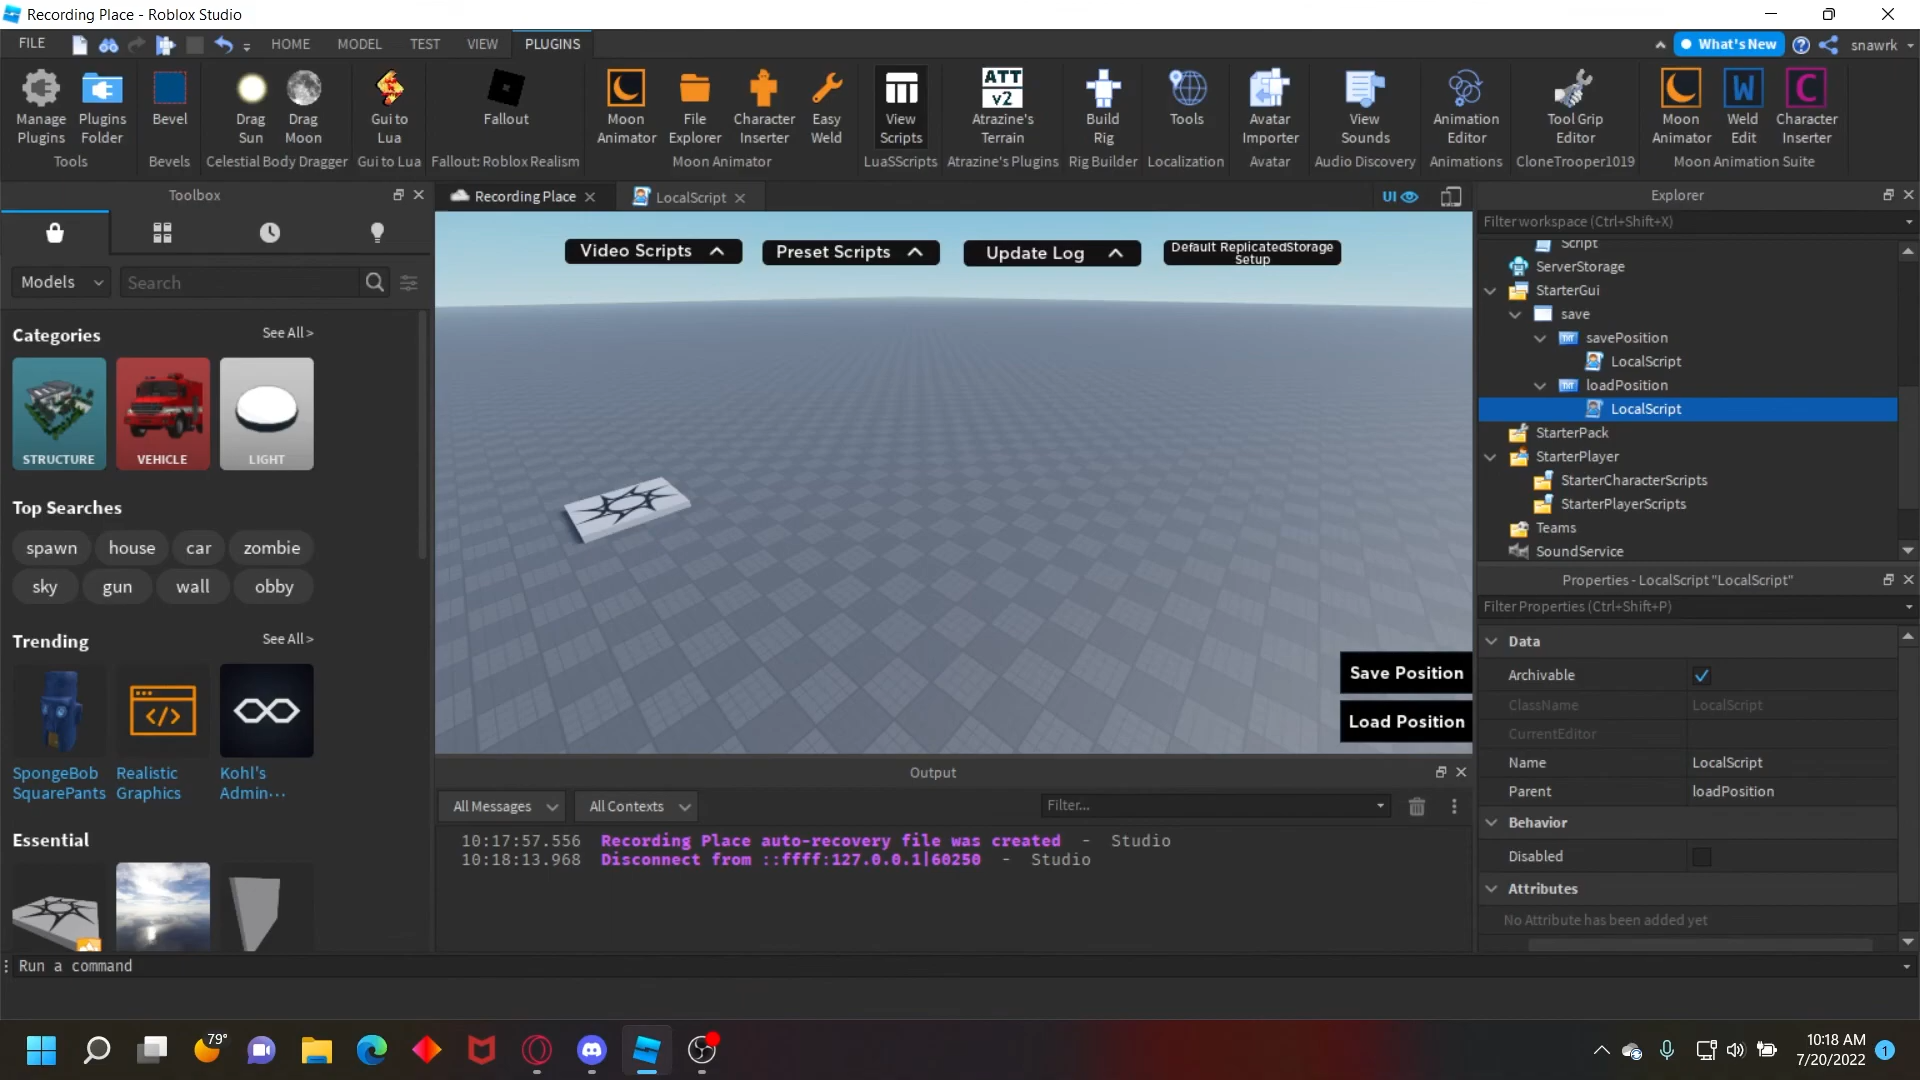 Recording Place - Roblox Studio
FILE
HOME
MODEL
TEST
VIEW
PLUGINS
What's New
snawrk
Manage
Plugins
Plugins
Folder
Tools
Bevel
Bevels
Drag
Sun
Drag
Moon
Celestial Body Dragger
Gui to
Lua
Gui to Lua
Fallout
Fallout: Roblox Realism
Moon
Animator
File
Explorer
Character
Inserter
Easy
Weld
Moon Animator
View
Scripts
LuaSScripts
ATT
v2
Atrazine's
Terrain
Atrazine's Plugins
Build
Rig
Rig Builder
Tools
Localization
Avatar
Importer
Avatar
View
Sounds
Audio Discovery
Animation
Editor
Animations
Tool Grip
Editor
CloneTrooper1019
Moon
Animator
W
Weld
Edit
C
Character
Inserter
Moon Animation Suite
Toolbox
Models
Search
Categories
See All >
STRUCTURE
VEHICLE
LIGHT
Top Searches
spawn
house
car
zombie
sky
gun
wall
obby
Trending
See All >
SpongeBob
SquarePants
Realistic
Graphics
Kohl's
Admin···
Essential
Recording Place
LocalScript
UI
Video Scripts
Preset Scripts
Update Log
Default ReplicatedStorage
Setup
Save Position
Load Position
Output
All Messages
All Contexts
Filter...
10:17:57.556 Recording Place auto-recovery file was created - Studio
10:18:13.968 Disconnect from ::ffff:127.0.0.1|60250 - Studio
Explorer
Filter workspace (Ctrl+Shift+X)
Script
ServerStorage
StarterGui
save
savePosition
LocalScript
loadPosition
LocalScript
StarterPack
StarterPlayer
StarterCharacterScripts
StarterPlayerScripts
Teams
SoundService
Properties - LocalScript "LocalScript"
Filter Properties (Ctrl+Shift+P)
Data
Archivable
ClassName LocalScript
CurrentEditor
Name LocalScript
Parent loadPosition
Behavior
Disabled
Attributes
No Attribute has been added yet
Run a command
79°
10:18 AM
7/20/2022
1